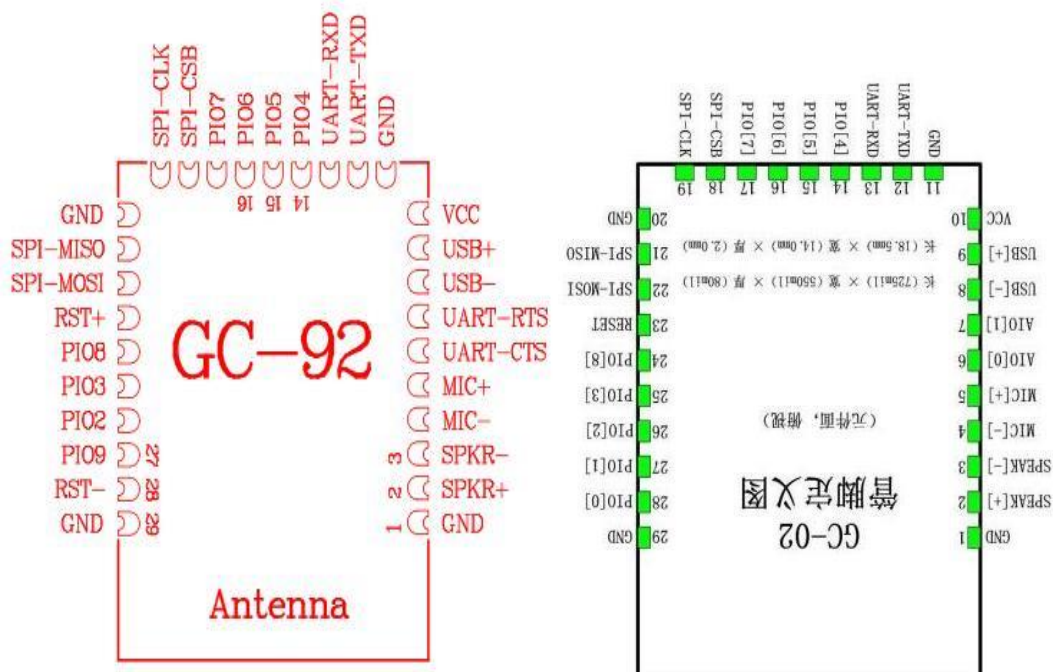 SPI-CLK
SPI-CSB
PIO7
PIO6
PIO5
PIO4
UART-RXD
UART-TXD
GND
16
15
14
GND
SPI-MISO
SPI-MOSI
RST+
PIO8
PIO3
PIO2
PIO9
RST-
GND
27
28
29
VCC
USB+
USB-
UART-RTS
UART-CTS
MIC+
MIC-
SPKR-
SPKR+
GND
3
2
1
GC-92
Antenna
SPI-CLK
SPI-CSB
PIO[7]
PIO[6]
PIO[5]
PIO[4]
UART-RXD
UART-TXD
GND
19
18
17
16
15
14
13
12
11
GND
SPI-MISO
SPI-MOSI
RESET
PIO[8]
PIO[3]
PIO[2]
PIO[1]
PIO[0]
GND
20
21
22
23
24
25
26
27
28
29
10
9
8
7
6
5
4
3
2
1
VCC
USB[+]
USB[-]
AIO[1]
AIO[0]
MIC[+]
MIC[-]
SPEAK[-]
SPEAK[+]
GND
GC-02
管脚定义图
(元件面, 俯视)
长 (725mil) × 宽 (550mil) × 厚 (80mil)
长 (18.5mm) × 宽 (14.0mm) × 厚 (2.0mm)